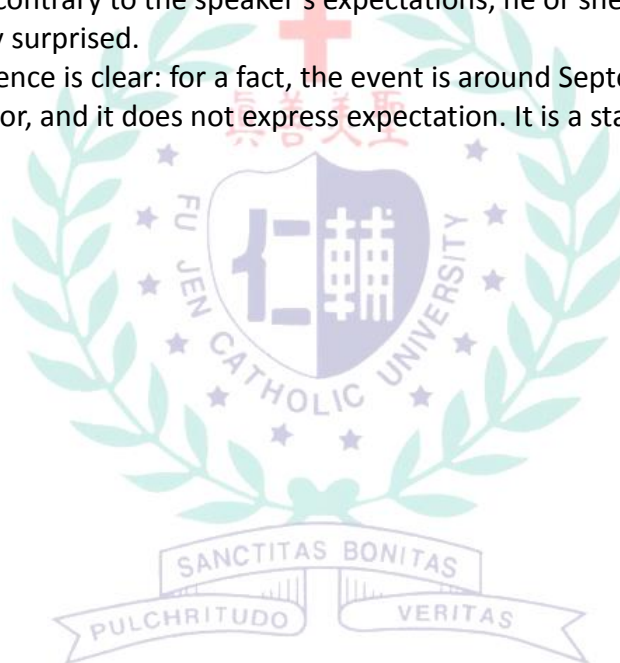 contrary to the speaker's expectations, he or she
surprised.
ence is clear: for a fact, the event is around Sept
or, and it does not express expectation. It is a sta
真善美聖
FU JEN CATHOLIC UNIVERSITY
仁輔
SANCTITAS BONITAS
PULCHRITUDO VERITAS